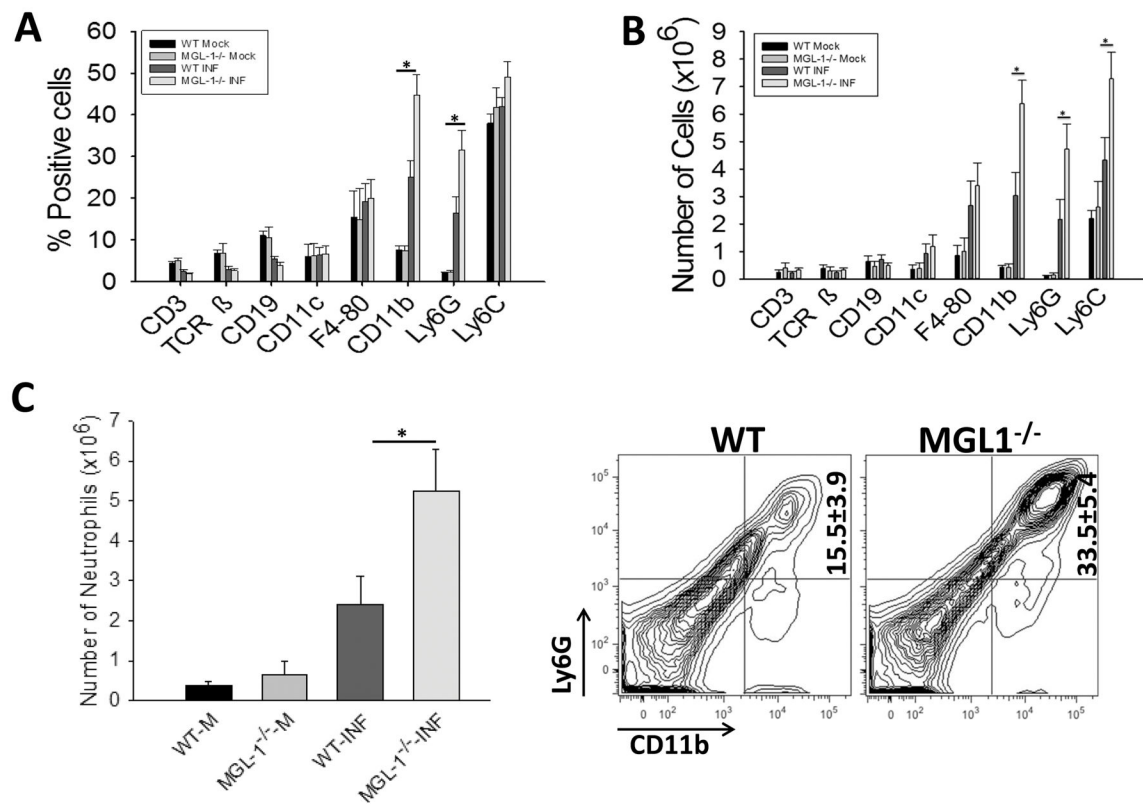 A
% Positive cells
60
50
40
30
20
10
0
WT Mock
MGL-1-/- Mock
WT INF
MGL-1-/- INF
*
*
CD3
TCR ß
CD19
CD11c
F4-80
CD11b
Ly6G
Ly6C
B
Number of Cells (x10⁶)
9
8
7
6
5
4
3
2
1
0
WT Mock
MGL-1-/- Mock
WT INF
MGL-1-/- INF
*
*
*
CD3
TCR ß
CD19
CD11c
F4-80
CD11b
Ly6G
Ly6C
C
Number of Neutrophils (x10⁶)
7
6
5
4
3
2
1
0
*
WT-M
MGL-1⁻/⁻-M
WT-INF
MGL-1⁻/⁻-INF
WT
10⁵
10⁴
10³
10²
0
0 10² 10³ 10⁴ 10⁵
15.5±3.9
MGL1⁻/⁻
10⁵
10⁴
10³
10²
0
0 10² 10³ 10⁴ 10⁵
33.5±5.4
Ly6G
CD11b